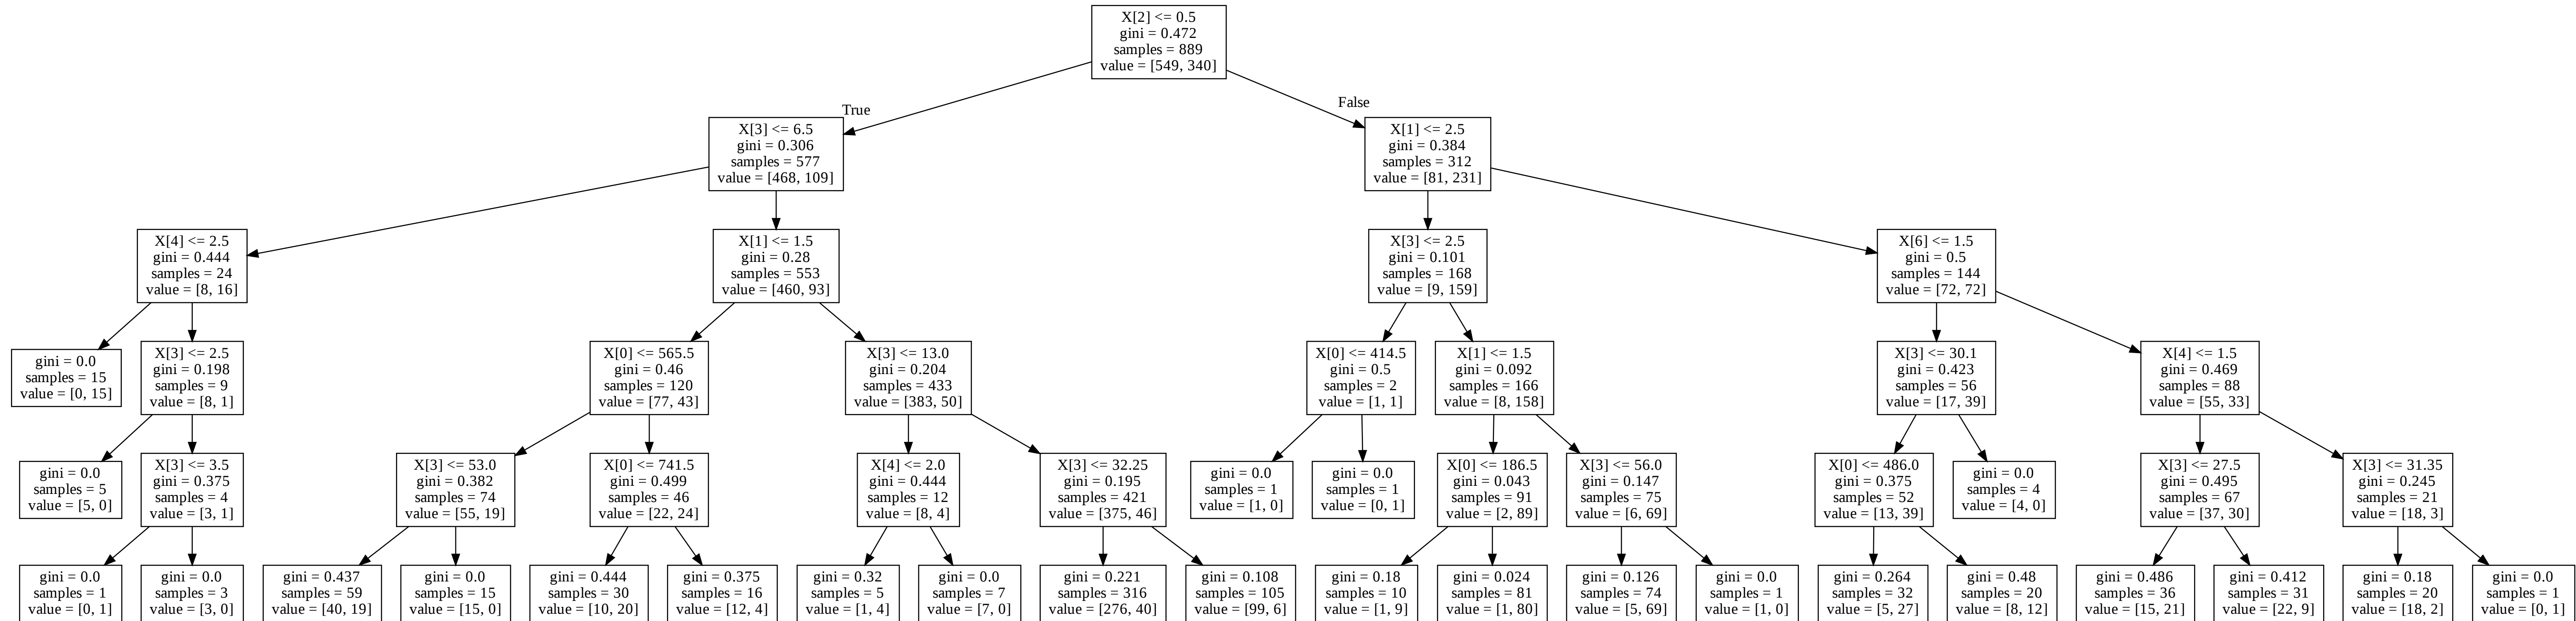 X[2] <= 0.5
gini = 0.472
samples = 889
value = [549, 340]
True
False
X[3] <= 6.5
gini = 0.306
samples = 577
value = [468, 109]
X[1] <= 2.5
gini = 0.384
samples = 312
value = [81, 231]
X[4] <= 2.5
gini = 0.444
samples = 24
value = [8, 16]
X[1] <= 1.5
gini = 0.28
samples = 553
value = [460, 93]
X[3] <= 2.5
gini = 0.101
samples = 168
value = [9, 159]
X[6] <= 1.5
gini = 0.5
samples = 144
value = [72, 72]
gini = 0.0
samples = 15
value = [0, 15]
X[3] <= 2.5
gini = 0.198
samples = 9
value = [8, 1]
X[0] <= 565.5
gini = 0.46
samples = 120
value = [77, 43]
X[3] <= 13.0
gini = 0.204
samples = 433
value = [383, 50]
X[0] <= 414.5
gini = 0.5
samples = 2
value = [1, 1]
X[1] <= 1.5
gini = 0.092
samples = 166
value = [8, 158]
X[3] <= 30.1
gini = 0.423
samples = 56
value = [17, 39]
X[4] <= 1.5
gini = 0.469
samples = 88
value = [55, 33]
gini = 0.0
samples = 5
value = [5, 0]
X[3] <= 3.5
gini = 0.375
samples = 4
value = [3, 1]
X[3] <= 53.0
gini = 0.382
samples = 74
value = [55, 19]
X[0] <= 741.5
gini = 0.499
samples = 46
value = [22, 24]
X[4] <= 2.0
gini = 0.444
samples = 12
value = [8, 4]
X[3] <= 32.25
gini = 0.195
samples = 421
value = [375, 46]
gini = 0.0
samples = 1
value = [1, 0]
gini = 0.0
samples = 1
value = [0, 1]
X[0] <= 186.5
gini = 0.043
samples = 91
value = [2, 89]
X[3] <= 56.0
gini = 0.147
samples = 75
value = [6, 69]
X[0] <= 486.0
gini = 0.375
samples = 52
value = [13, 39]
gini = 0.0
samples = 4
value = [4, 0]
X[3] <= 27.5
gini = 0.495
samples = 67
value = [37, 30]
X[3] <= 31.35
gini = 0.245
samples = 21
value = [18, 3]
gini = 0.0
samples = 1
value = [0, 1]
gini = 0.0
samples = 3
value = [3, 0]
gini = 0.437
samples = 59
value = [40, 19]
gini = 0.0
samples = 15
value = [15, 0]
gini = 0.444
samples = 30
value = [10, 20]
gini = 0.375
samples = 16
value = [12, 4]
gini = 0.32
samples = 5
value = [1, 4]
gini = 0.0
samples = 7
value = [7, 0]
gini = 0.221
samples = 316
value = [276, 40]
gini = 0.108
samples = 105
value = [99, 6]
gini = 0.18
samples = 10
value = [1, 9]
gini = 0.024
samples = 81
value = [1, 80]
gini = 0.126
samples = 74
value = [5, 69]
gini = 0.0
samples = 1
value = [1, 0]
gini = 0.264
samples = 32
value = [5, 27]
gini = 0.48
samples = 20
value = [8, 12]
gini = 0.486
samples = 36
value = [15, 21]
gini = 0.412
samples = 31
value = [22, 9]
gini = 0.18
samples = 20
value = [18, 2]
gini = 0.0
samples = 1
value = [0, 1]